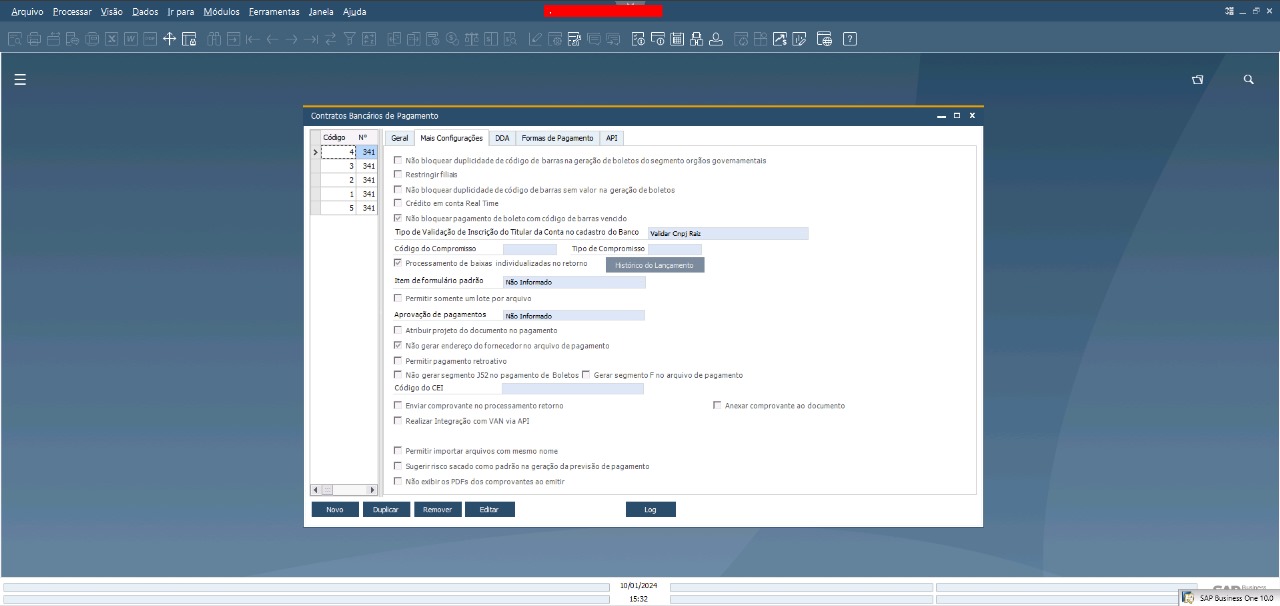 Arquivo Processar Visão Dados Ir para Módulos Ferramentas Janela Ajuda
Contratos Bancários de Pagamento
Código Nº
Geral Mais Configurações DDA Formas de Pagamento API
4 341
3 341
2 341
1 341
5 341
Não bloquear duplicidade de código de barras na geração de boletos do segmento orgãos governamentais
Restringir filiais
Não bloquear duplicidade de código de barras sem valor na geração de boletos
Crédito em conta Real Time
Não bloquear pagamento de boleto com código de barras vencido
Tipo de Validação de Inscrição do Titular da Conta no cadastro do Banco Validar Cnpj Raiz
Código do Compromisso Tipo de Compromisso
Processamento de baixas individualizadas no retorno Histórico do Lançamento
Item de formulário padrão Não Informado
Permitir somente um lote por arquivo
Aprovação de pagamentos Não Informado
Atribuir projeto do documento no pagamento
Não gerar endereço do fornecedor no arquivo de pagamento
Permitir pagamento retroativo
Não gerar segmento J52 no pagamento de Boletos Gerar segmento F no arquivo de pagamento
Código do CEI
Enviar comprovante no processamento retorno Anexar comprovante ao documento
Realizar Integração com VAN via API
Permitir importar arquivos com mesmo nome
Sugerir risco sacado como padrão na geração da previsão de pagamento
Não exibir os PDFs dos comprovantes ao emitir
Novo Duplicar Remover Editar Log
10/01/2024
15:32
SAP Business One 10.0